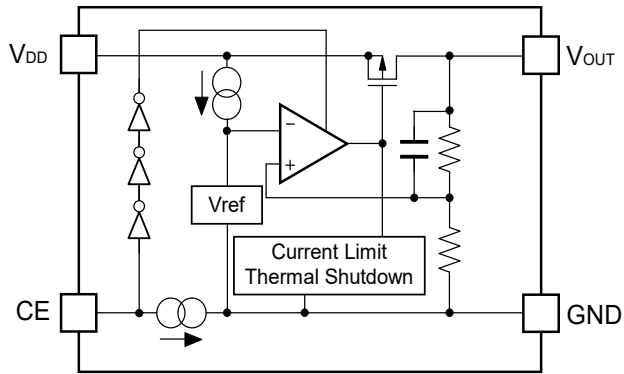 VDD
VOUT
−
+
Vref
Current Limit
Thermal Shutdown
CE
GND